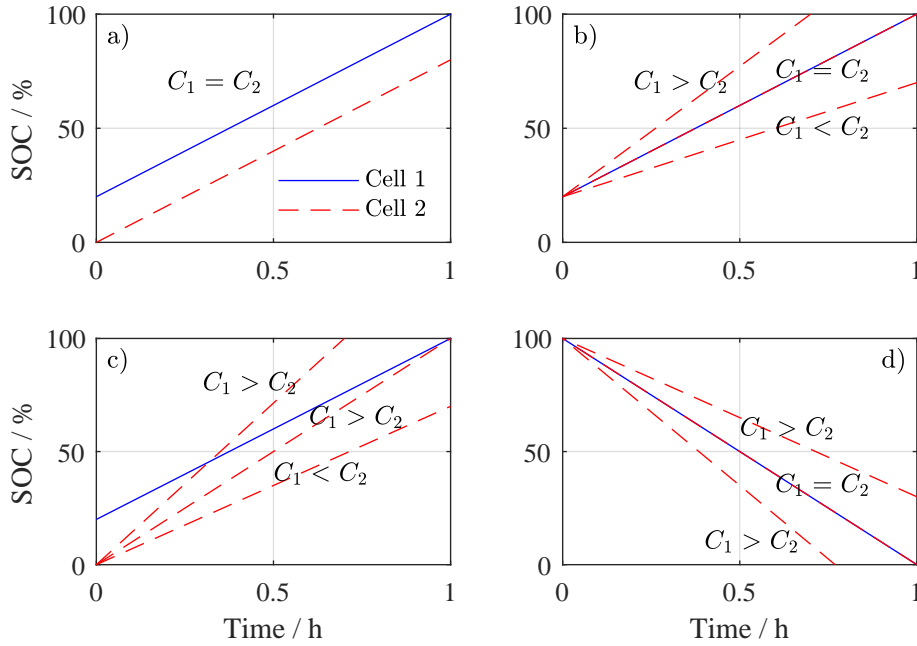 a)
C₁ = C₂
Cell 1
Cell 2
SOC / %
100
50
0
0
0.5
1
b)
C₁ > C₂
C₁ = C₂
C₁ < C₂
100
50
0
0
0.5
1
c)
C₁ > C₂
C₁ > C₂
C₁ < C₂
SOC / %
100
50
0
0
0.5
1
Time / h
d)
C₁ > C₂
C₁ = C₂
C₁ > C₂
100
50
0
0
0.5
1
Time / h